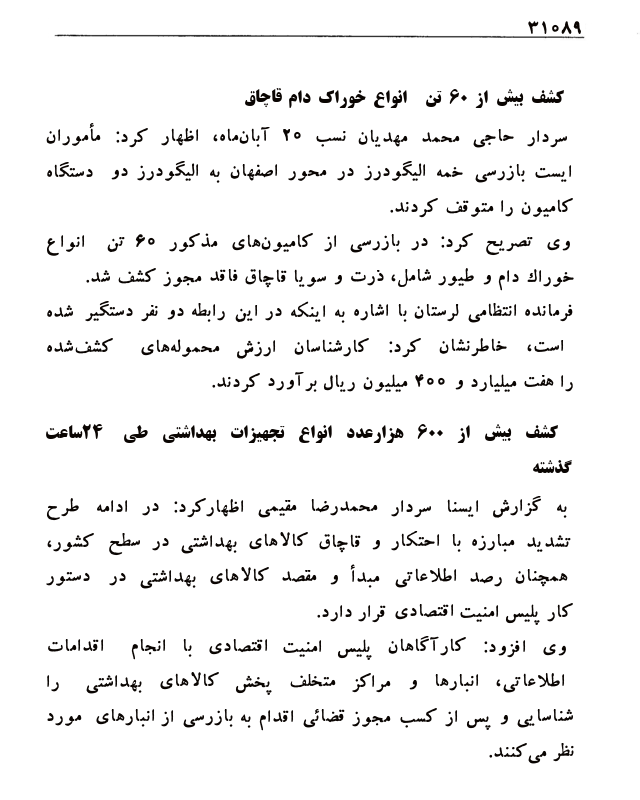 ۳۱۰۸۹
کشف بیش از ۶۰ تن انواع خوراک دام قاچاق
سردار حاجی محمد مهدیان نسب ۲۰ آبان‌ماه، اظهار کرد: مأموران
ایست بازرسی خمه الیگودرز در محور اصفهان به الیگودرز دو دستگاه
کامیون را متوقف کردند.
وی تصریح کرد: در بازرسی از کامیون‌های مذکور ۶۰ تن انواع
خوراک دام و طیور شامل، ذرت و سویا قاچاق فاقد مجوز کشف شد.
فرمانده انتظامی لرستان با اشاره به اینکه در این رابطه دو نفر دستگیر شده
است، خاطرنشان کرد: کارشناسان ارزش محموله‌های کشف‌شده
را هفت میلیارد و ۴۰۰ میلیون ریال برآورد کردند.
کشف بیش از ۶۰۰ هزارعدد انواع تجهیزات بهداشتی طی ۲۴ساعت
گذشته
به گزارش ایسنا سردار محمدرضا مقیمی اظهارکرد: در ادامه طرح
تشدید مبارزه با احتکار و قاچاق کالاهای بهداشتی در سطح کشور،
همچنان رصد اطلاعاتی مبدأ و مقصد کالاهای بهداشتی در دستور
کار پلیس امنیت اقتصادی قرار دارد.
وی افزود: کارآگاهان پلیس امنیت اقتصادی با انجام اقدامات
اطلاعاتی، انبارها و مراکز متخلف پخش کالاهای بهداشتی را
شناسایی و پس از کسب مجوز قضائی اقدام به بازرسی از انبارهای مورد
نظر می‌کنند.